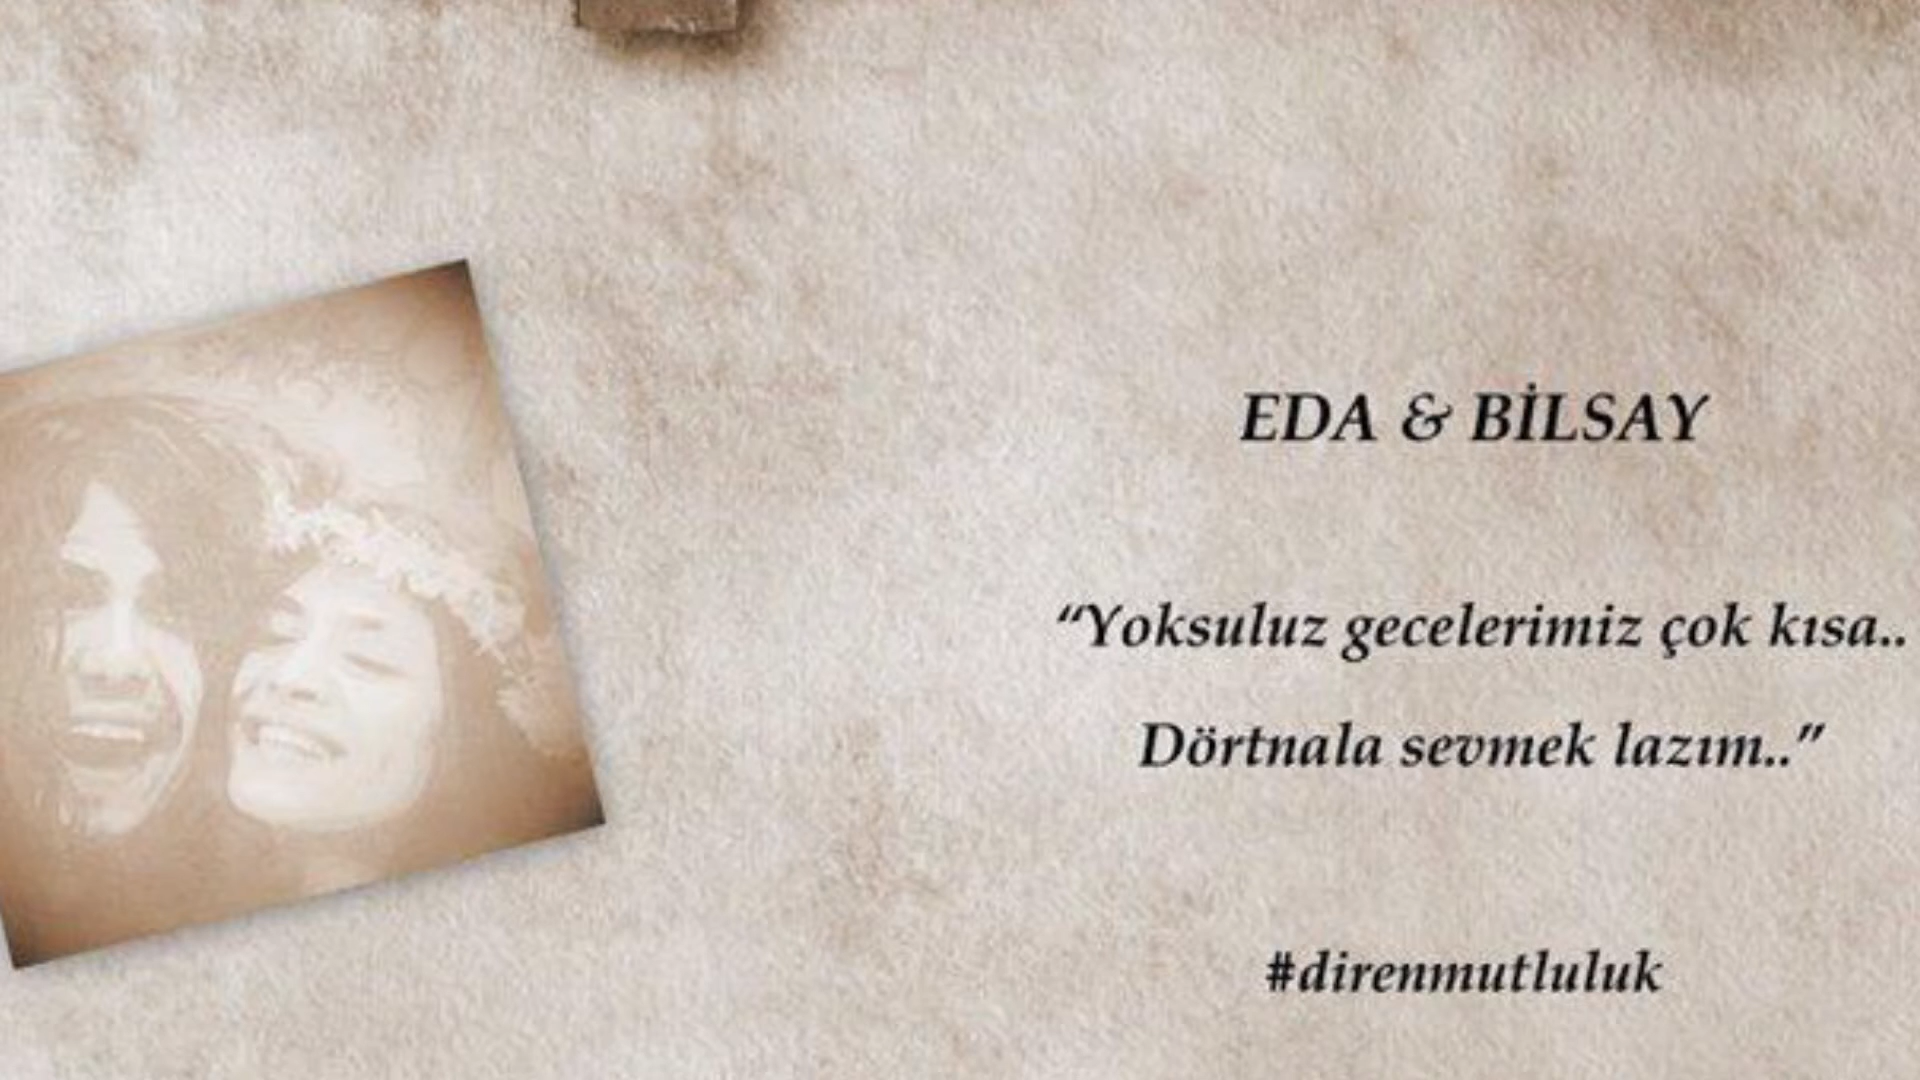 EDA & BİLSAY
“Yoksuluz gecelerimiz çok kısa..
Dörtnala sevmek lazım..”
#direnmutluluk